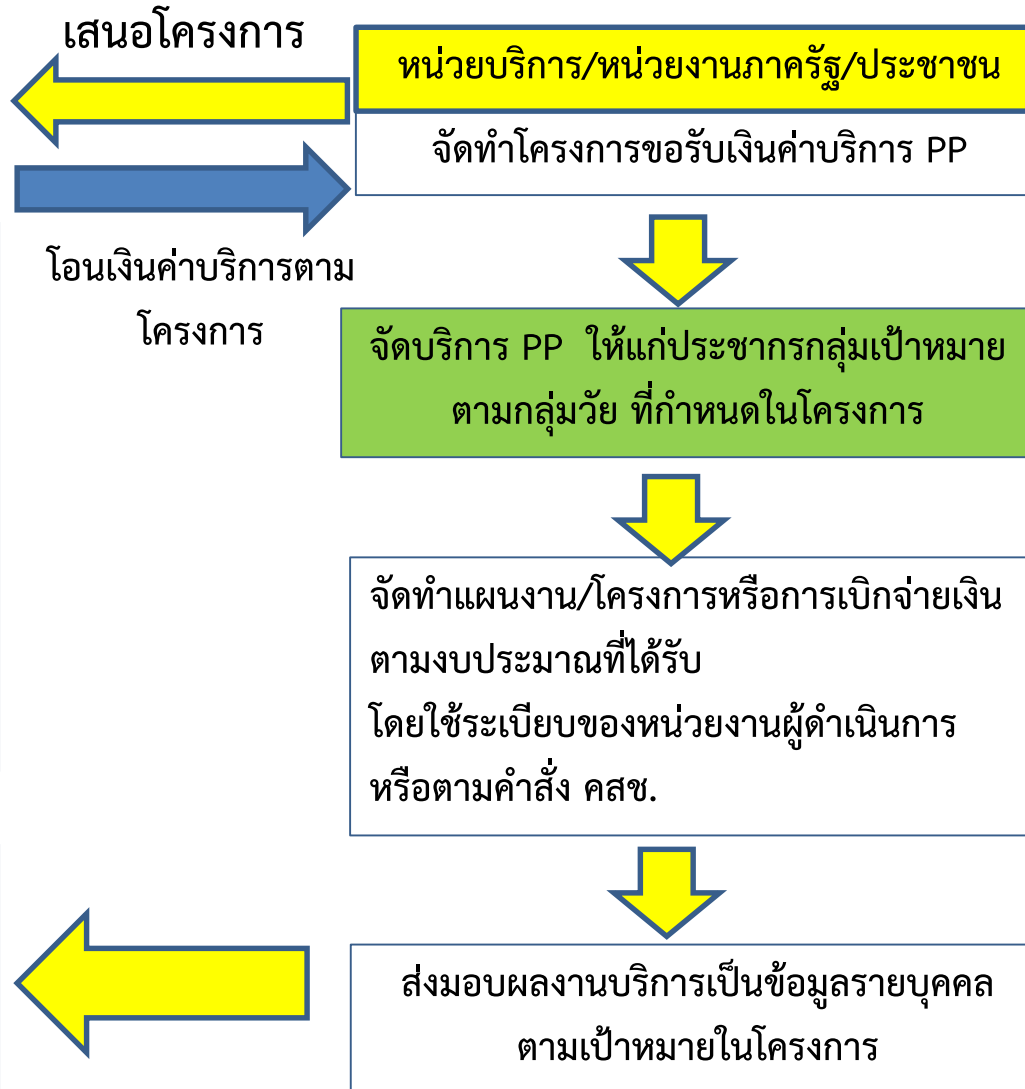 เสนอโครงการ
หน่วยบริการ/หน่วยงานภาครัฐ/ประชาชน
จัดทำโครงการขอรับเงินค่าบริการ PP
โอนเงินค่าบริการตาม
โครงการ
จัดบริการ PP ให้แก่ประชากรกลุ่มเป้าหมาย
ตามกลุ่มวัย ที่กำหนดในโครงการ
จัดทำแผนงาน/โครงการหรือการเบิกจ่ายเงิน
ตามงบประมาณที่ได้รับ
โดยใช้ระเบียบของหน่วยงานผู้ดำเนินการ
หรือตามคำสั่ง คสช.
ส่งมอบผลงานบริการเป็นข้อมูลรายบุคคล
ตามเป้าหมายในโครงการ